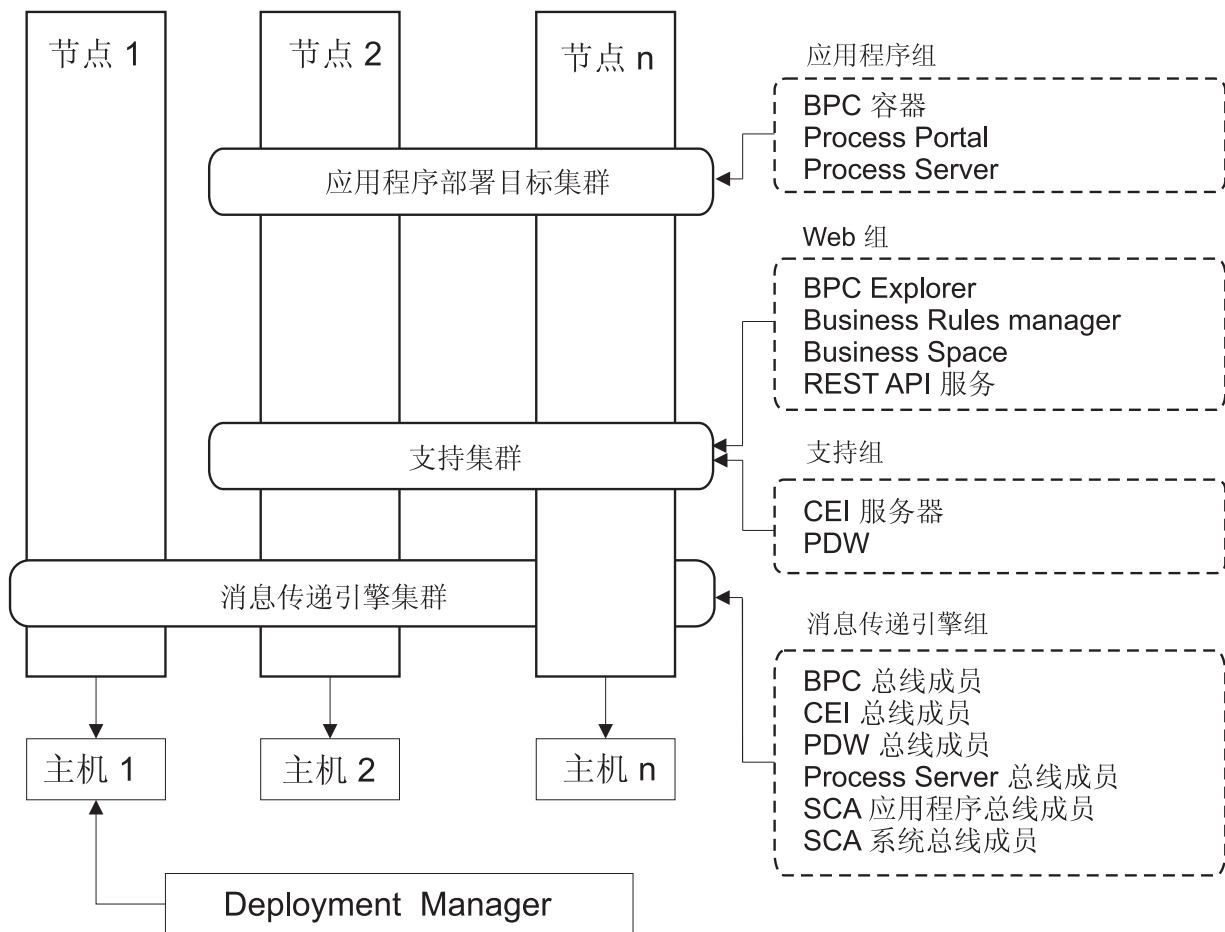 节点 1
节点 2
节点 n
应用程序组
BPC 容器
Process Portal
Process Server
应用程序部署目标集群
Web 组
BPC Explorer
Business Rules manager
Business Space
REST API 服务
支持集群
支持组
CEI 服务器
PDW
消息传递引擎集群
消息传递引擎组
BPC 总线成员
CEI 总线成员
PDW 总线成员
Process Server 总线成员
SCA 应用程序总线成员
SCA 系统总线成员
主机 1
主机 2
主机 n
Deployment Manager